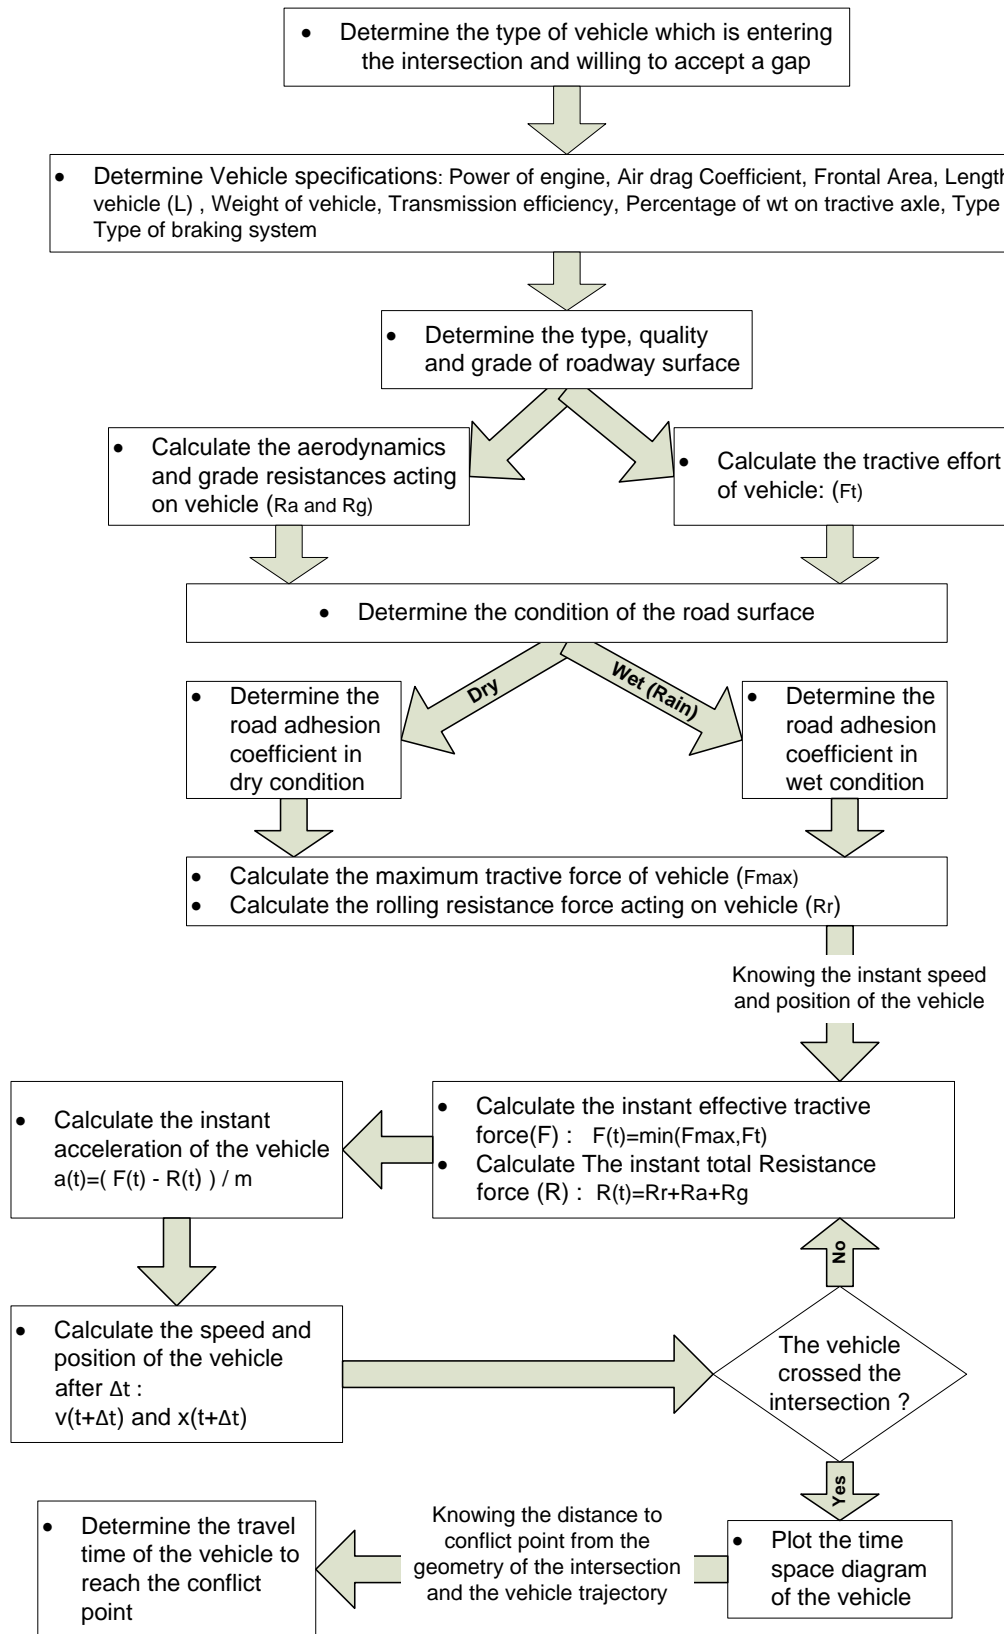 • Determine the type of vehicle which is entering
the intersection and willing to accept a gap
• Determine Vehicle specifications: Power of engine, Air drag Coefficient, Frontal Area, Length
vehicle (L) , Weight of vehicle, Transmission efficiency, Percentage of wt on tractive axle, Type
Type of braking system
• Determine the type, quality
and grade of roadway surface
• Calculate the aerodynamics
and grade resistances acting
on vehicle (Ra and Rg)
• Calculate the tractive effort
of vehicle: (Ft)
• Determine the condition of the road surface
Dry
Wet (Rain)
• Determine the
road adhesion
coefficient in
dry condition
• Determine the
road adhesion
coefficient in
wet condition
• Calculate the maximum tractive force of vehicle (Fmax)
• Calculate the rolling resistance force acting on vehicle (Rr)
Knowing the instant speed
and position of the vehicle
• Calculate the instant effective tractive
force(F) : F(t)=min(Fmax,Ft)
• Calculate The instant total Resistance
force (R) : R(t)=Rr+Ra+Rg
• Calculate the instant
acceleration of the vehicle
a(t)=( F(t) - R(t) ) / m
• Calculate the speed and
position of the vehicle
after Δt :
v(t+Δt) and x(t+Δt)
No
The vehicle
crossed the
intersection ?
Yes
• Plot the time
space diagram
of the vehicle
Knowing the distance to
conflict point from the
geometry of the intersection
and the vehicle trajectory
• Determine the travel
time of the vehicle to
reach the conflict
point